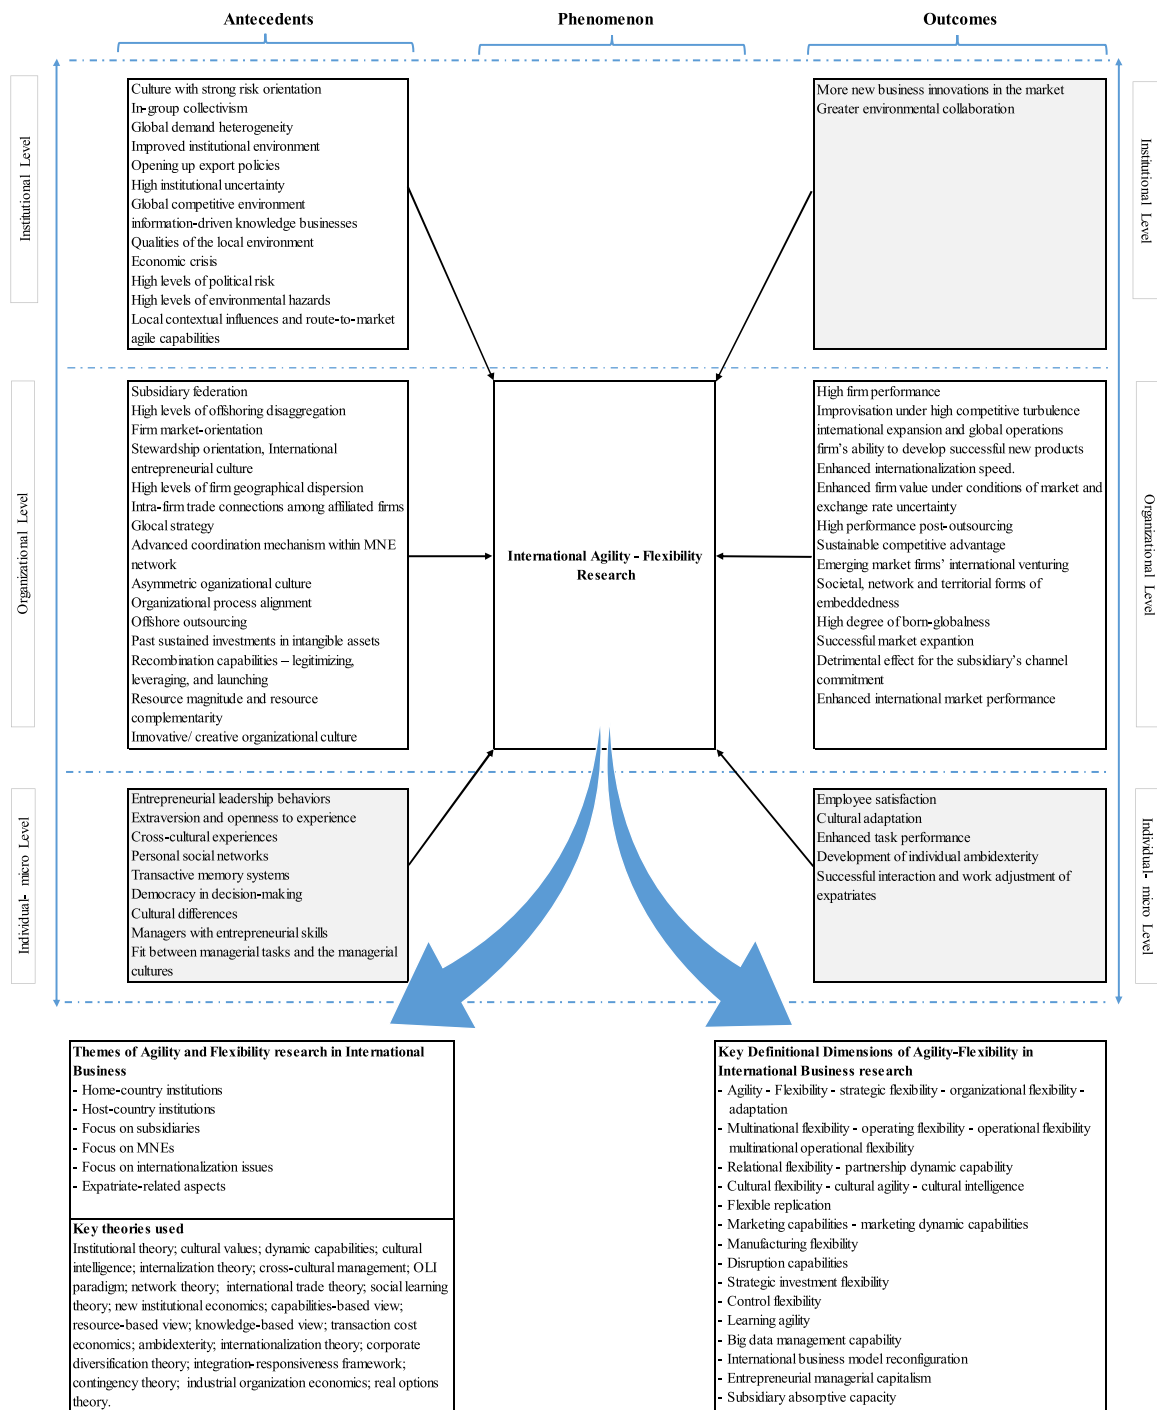 Antecedents
Phenomenon
Outcomes
Institutional Level
Culture with strong risk orientation
In-group collectivism
Global demand heterogeneity
Improved institutional environment
Opening up export policies
High institutional uncertainty
Global competitive environment
information-driven knowledge businesses
Qualities of the local environment
Economic crisis
High levels of political risk
High levels of environmental hazards
Local contextual influences and route-to-market
agile capabilities
More new business innovations in the market
Greater environmental collaboration
Institutional Level
Organizational Level
Subsidiary federation
High levels of offshoring disaggregation
Firm market-orientation
Stewardship orientation, International
entrepreneurial culture
High levels of firm geographical dispersion
Intra-firm trade connections among affiliated firms
Glocal strategy
Advanced coordination mechanism within MNE
network
Asymmetric oganizational culture
Organizational process alignment
Offshore outsourcing
Past sustained investments in intangible assets
Recombination capabilities – legitimizing,
leveraging, and launching
Resource magnitude and resource
complementarity
Innovative/ creative organizational culture
International Agility - Flexibility
Research
High firm performance
Improvisation under high competitive turbulence
international expansion and global operations
firm's ability to develop successful new products
Enhanced internationalization speed.
Enhanced firm value under conditions of market and
exchange rate uncertainty
High performance post-outsourcing
Sustainable competitive advantage
Emerging market firms' international venturing
Societal, network and territorial forms of
embeddedness
High degree of born-globalness
Successful market expantion
Detrimental effect for the subsidiary's channel
commitment
Enhanced international market performance
Organizational Level
Individual- micro Level
Entrepreneurial leadership behaviors
Extraversion and openness to experience
Cross-cultural experiences
Personal social networks
Transactive memory systems
Democracy in decision-making
Cultural differences
Managers with entrepreneurial skills
Fit between managerial tasks and the managerial
cultures
Employee satisfaction
Cultural adaptation
Enhanced task performance
Development of individual ambidexterity
Successful interaction and work adjustment of
expatriates
Individual- micro Level
Themes of Agility and Flexibility research in International
Business
- Home-country institutions
- Host-country institutions
- Focus on subsidiaries
- Focus on MNEs
- Focus on internationalization issues
- Expatriate-related aspects
Key theories used
Institutional theory; cultural values; dynamic capabilities; cultural
intelligence; internalization theory; cross-cultural management; OLI
paradigm; network theory; international trade theory; social learning
theory; new institutional economics; capabilities-based view;
resource-based view; knowledge-based view; transaction cost
economics; ambidexterity; internationalization theory; corporate
diversification theory; integration-responsiveness framework;
contingency theory; industrial organization economics; real options
theory.
Key Definitional Dimensions of Agility-Flexibility in
International Business research
- Agility - Flexibility - strategic flexibility - organizational flexibility -
adaptation
- Multinational flexibility - operating flexibility - operational flexibility
multinational operational flexibility
- Relational flexibility - partnership dynamic capability
- Cultural flexibility - cultural agility - cultural intelligence
- Flexible replication
- Marketing capabilities - marketing dynamic capabilities
- Manufacturing flexibility
- Disruption capabilities
- Strategic investment flexibility
- Control flexibility
- Learning agility
- Big data management capability
- International business model reconfiguration
- Entrepreneurial managerial capitalism
- Subsidiary absorptive capacity